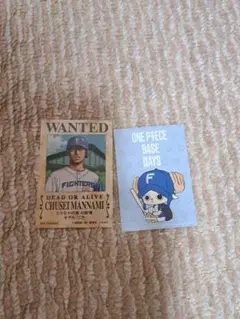 WANTED
FIGHTERS
DEAD OR ALIVE
CHUSEI MANNAMI
ONE PIECE
BASE
DAYS
F